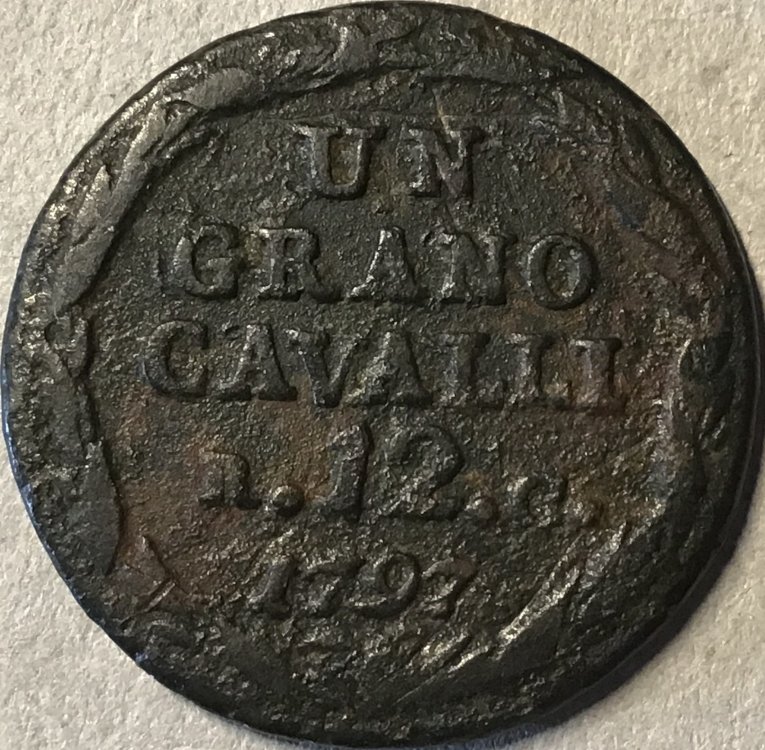 UN
GRANO
CAVALLI
12.
1797